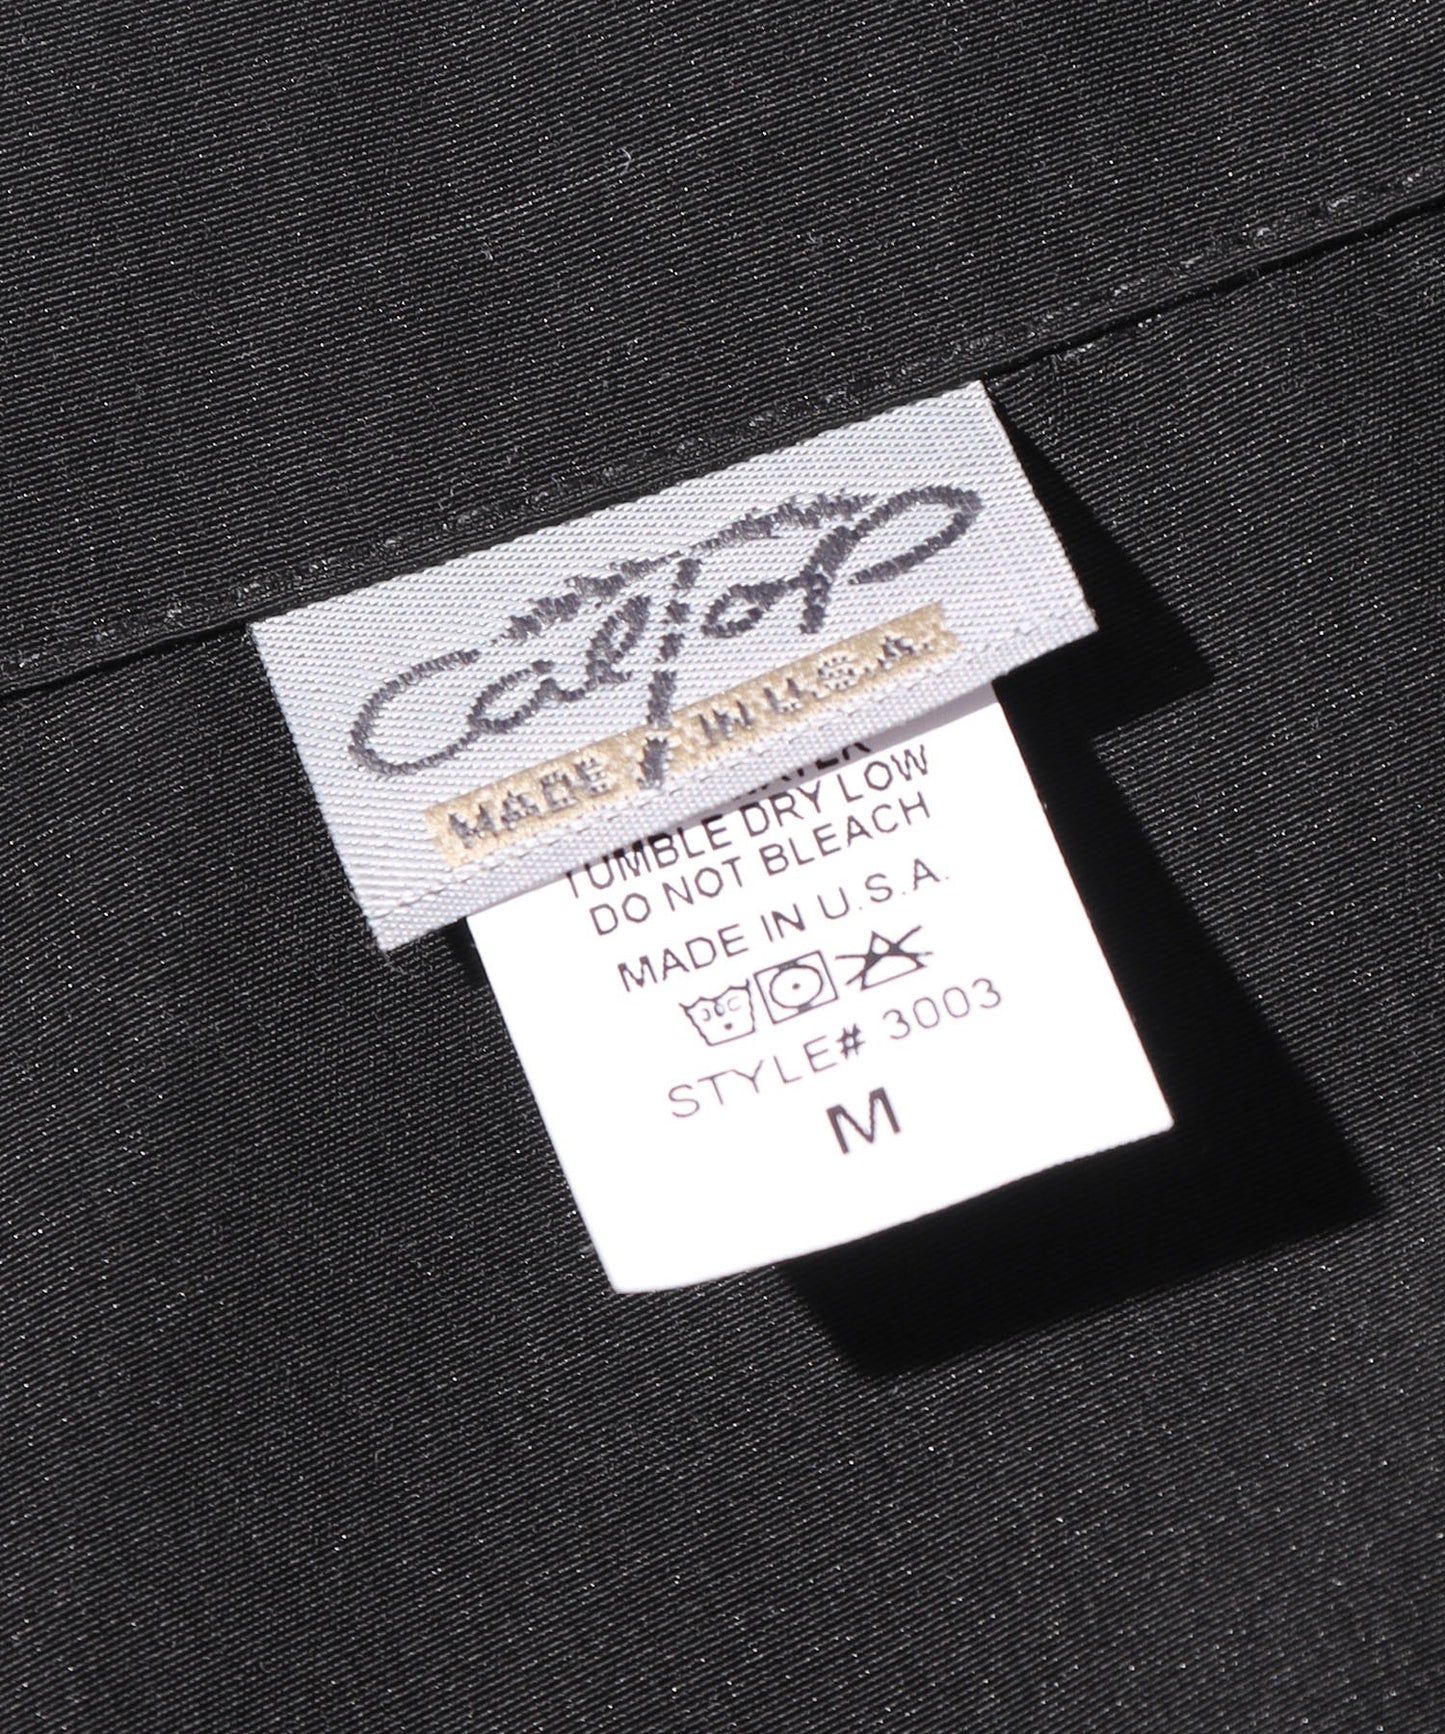 CalTop
MADE IN U.S.A.
TUMBLE DRY LOW
DO NOT BLEACH
MADE IN U.S.A.
STYLE# 3003
M